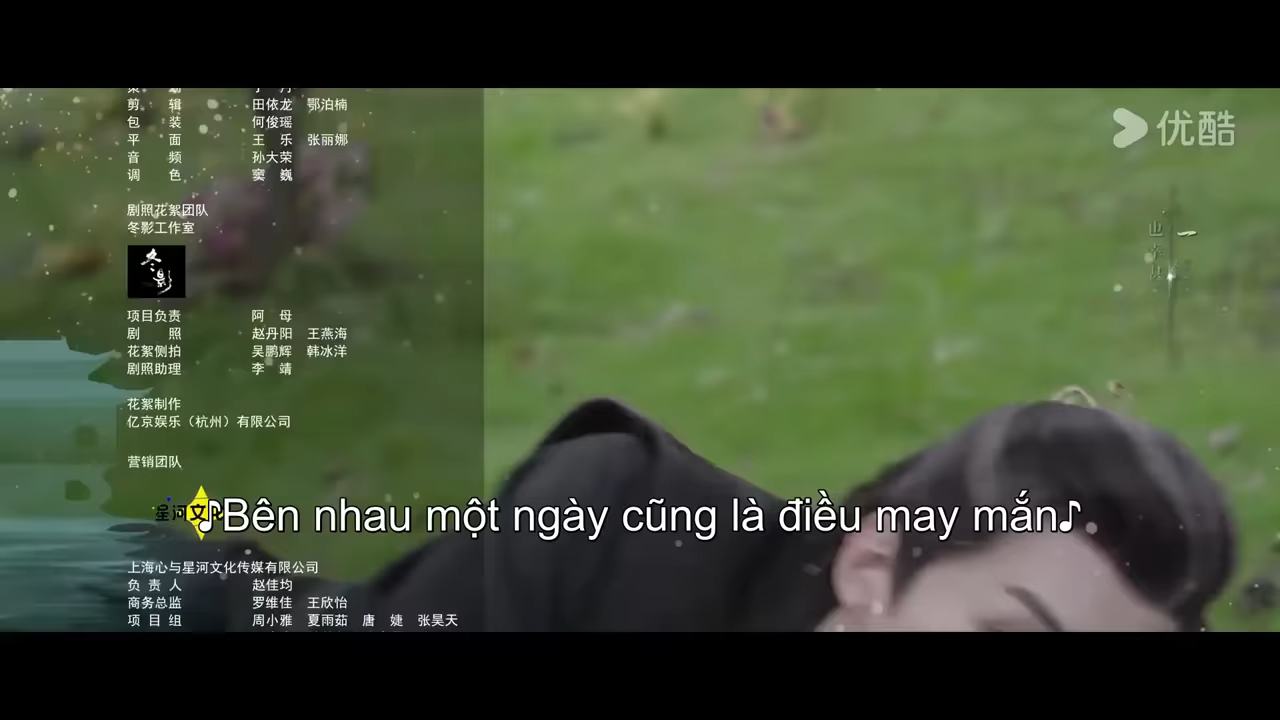 剪 辑 田依龙 鄂泊楠
包 装 何俊瑶
平 面 王 乐 张丽娜
音 频 孙大荣
调 色 窦 巍
剧照花絮团队
冬影工作室
冬影
项目负责 阿 母
剧 照 赵丹阳 王燕海
花絮侧拍 吴鹏辉 韩冰洋
剧照助理 李 靖
花絮制作
亿京娱乐（杭州）有限公司
营销团队
星河文化
♪Bên nhau một ngày cũng là điều may mắn♪
上海心与星河文化传媒有限公司
负 责 人 赵佳均
商务总监 罗维佳 王欣怡
项 目 组 周小雅 夏雨茹 唐 婕 张昊天
优酷